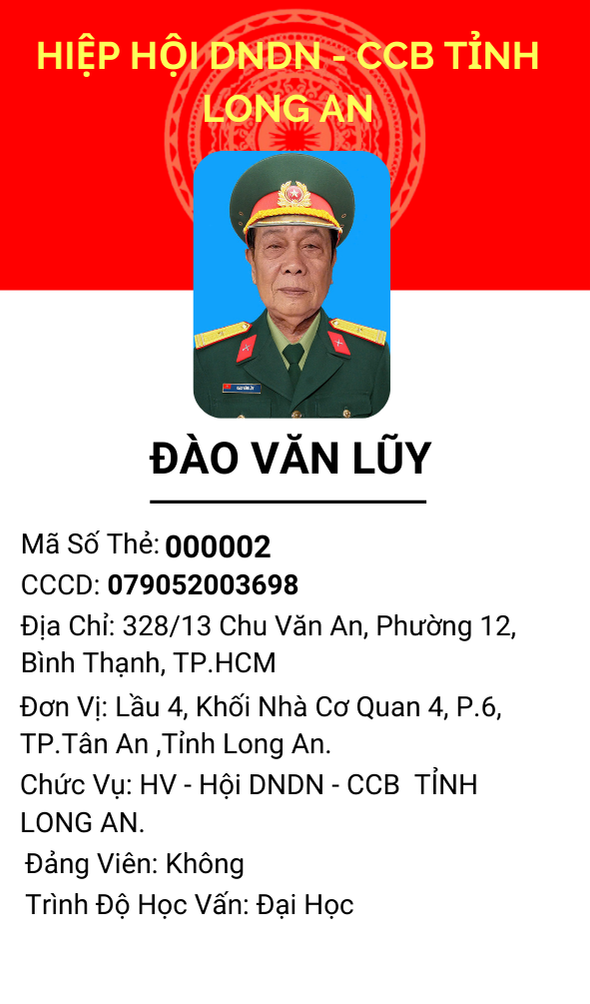 HIỆP HỘI DNDN - CCB TỈNH
LONG AN
ĐÀO VĂN LŨY
Mã Số Thẻ: 000002
CCCD: 079052003698
Địa Chỉ: 328/13 Chu Văn An, Phường 12,
Bình Thạnh, TP.HCM
Đơn Vị: Lầu 4, Khối Nhà Cơ Quan 4, P.6,
TP.Tân An ,Tỉnh Long An.
Chức Vụ: HV - Hội DNDN - CCB TỈNH
LONG AN.
Đảng Viên: Không
Trình Độ Học Vấn: Đại Học